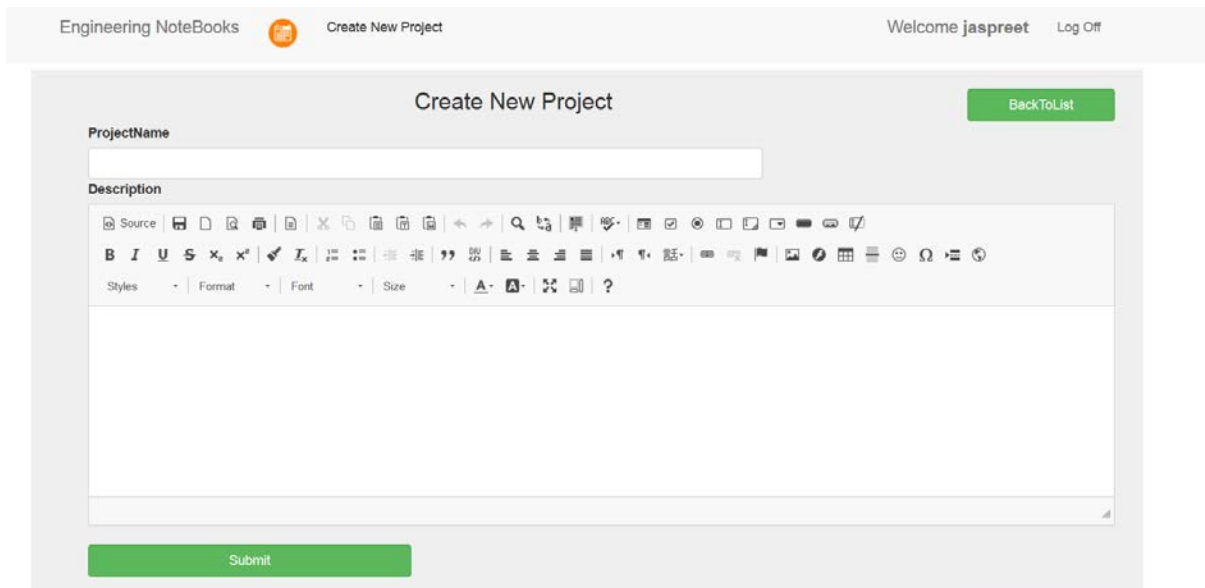 Engineering NoteBooks Create New Project Welcome jaspreet Log Off
Create New Project
BackToList
ProjectName
Description
Source
B I U S x₂ x² Iₓ Ω
Styles Format Font Size A A ?
Submit